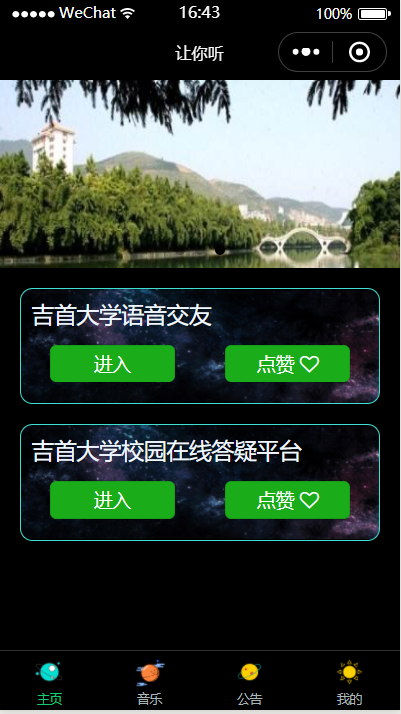 WeChat 16:43 100%
让你听
吉首大学语音交友
进入 点赞
吉首大学校园在线答疑平台
进入 点赞
主页 音乐 公告 我的